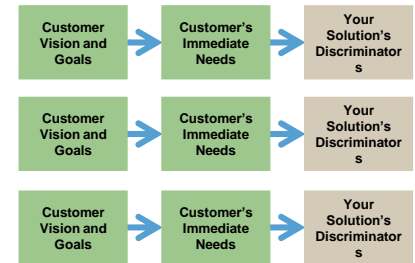 Customer
Vision and
Goals
Customer's
Immediate
Needs
Your
Solution's
Discriminator
s
Customer
Vision and
Goals
Customer's
Immediate
Needs
Your
Solution's
Discriminator
s
Customer
Vision and
Goals
Customer's
Immediate
Needs
Your
Solution's
Discriminator
s